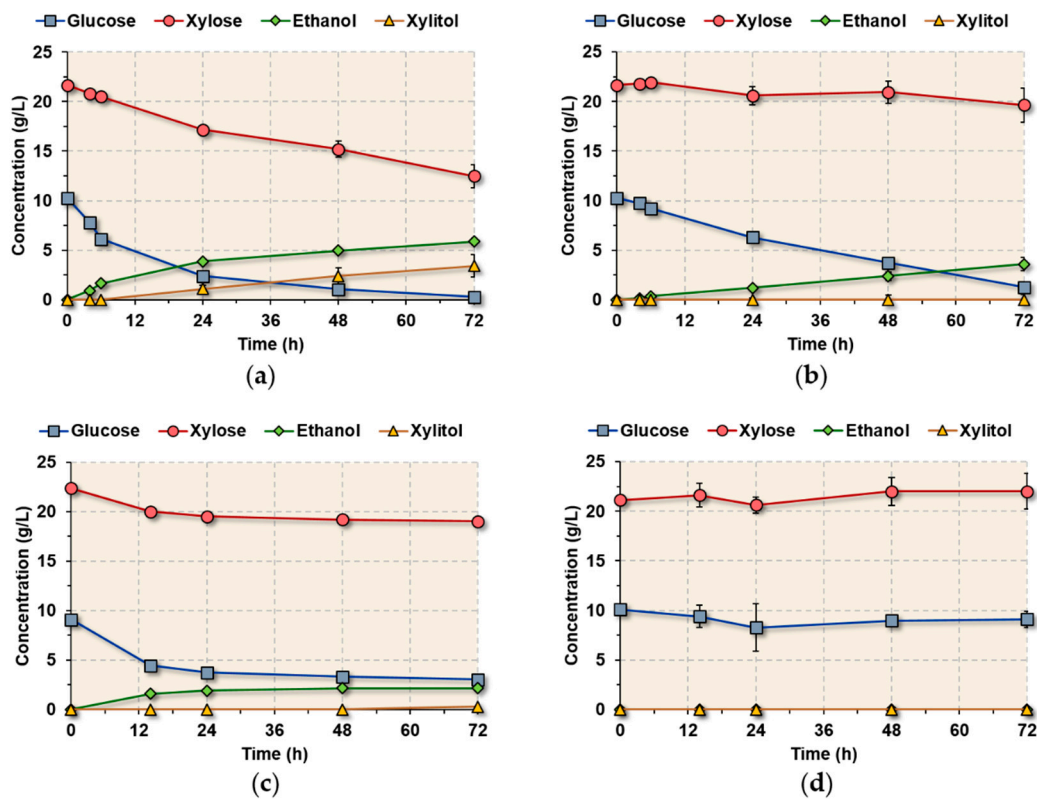 Glucose Xylose Ethanol Xylitol
25
20
15
10
5
0
Concentration (g/L)
0 12 24 36 48 60 72
Time (h)
(a)
Glucose Xylose Ethanol Xylitol
25
20
15
10
5
0
Concentration (g/L)
0 12 24 36 48 60 72
Time (h)
(b)
Glucose Xylose Ethanol Xylitol
25
20
15
10
5
0
Concentration (g/L)
0 12 24 36 48 60 72
Time (h)
(c)
Glucose Xylose Ethanol Xylitol
25
20
15
10
5
0
Concentration (g/L)
0 12 24 36 48 60 72
Time (h)
(d)